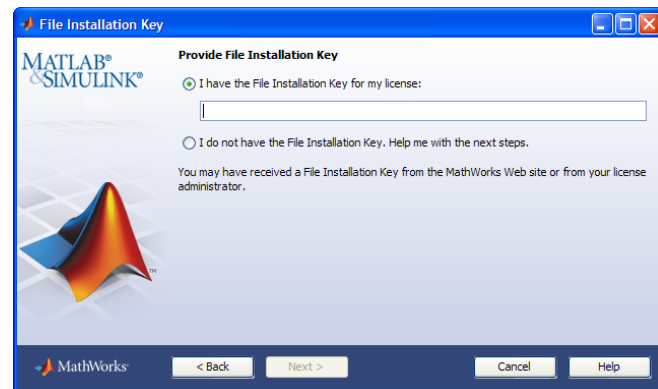 File Installation Key
MATLAB®
&SIMULINK®
Provide File Installation Key
I have the File Installation Key for my license:
I do not have the File Installation Key. Help me with the next steps.
You may have received a File Installation Key from the MathWorks Web site or from your license
administrator.
TM
MathWorks®
< Back
Next >
Cancel
Help